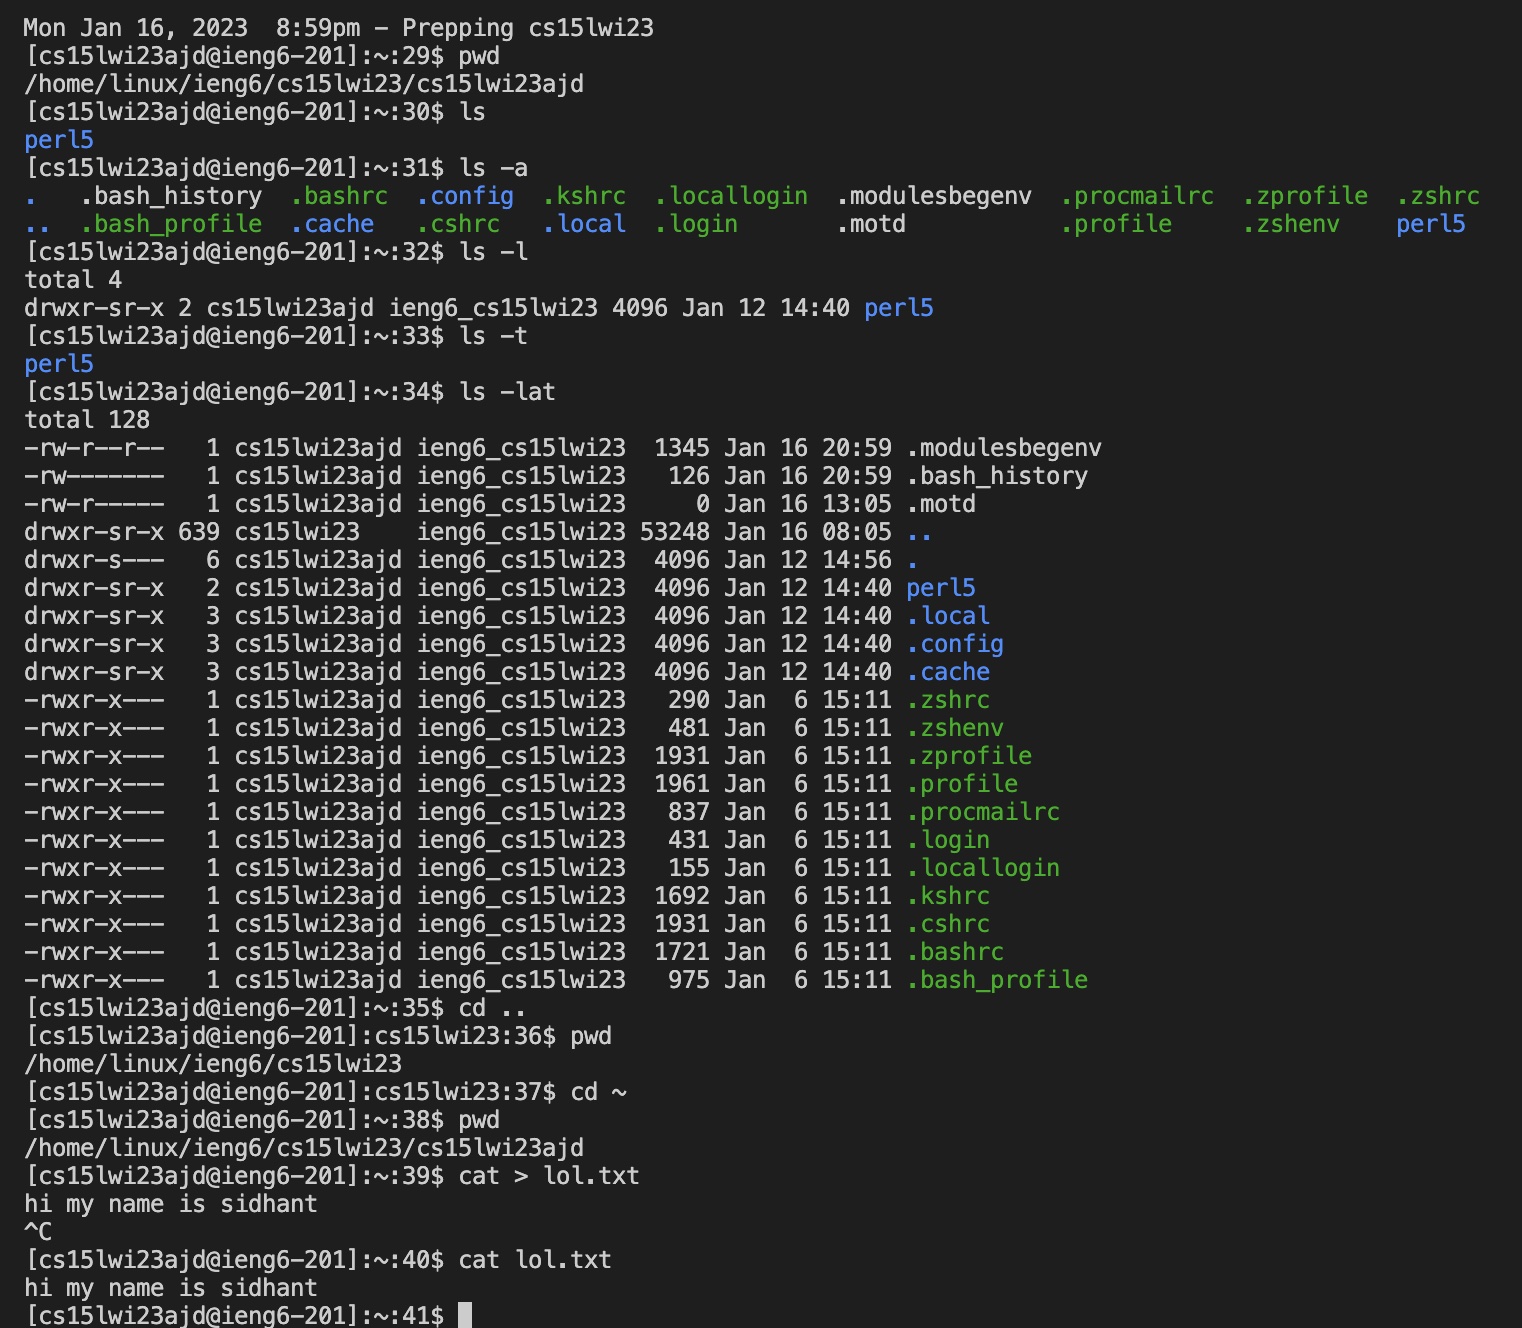 Mon Jan 16, 2023  8:59pm - Prepping cs15lwi23
[cs15lwi23ajd@ieng6-201]:~:29$ pwd
/home/linux/ieng6/cs15lwi23/cs15lwi23ajd
[cs15lwi23ajd@ieng6-201]:~:30$ ls
perl5
[cs15lwi23ajd@ieng6-201]:~:31$ ls -a
.   .bash_history  .bashrc  .config  .kshrc  .locallogin  .modulesbegenv  .procmailrc  .zprofile  .zshrc
..  .bash_profile  .cache   .cshrc   .local  .login       .motd           .profile     .zshenv    perl5
[cs15lwi23ajd@ieng6-201]:~:32$ ls -l
total 4
drwxr-sr-x 2 cs15lwi23ajd ieng6_cs15lwi23 4096 Jan 12 14:40 perl5
[cs15lwi23ajd@ieng6-201]:~:33$ ls -t
perl5
[cs15lwi23ajd@ieng6-201]:~:34$ ls -lat
total 128
-rw-r--r--   1 cs15lwi23ajd ieng6_cs15lwi23  1345 Jan 16 20:59 .modulesbegenv
-rw-------   1 cs15lwi23ajd ieng6_cs15lwi23   126 Jan 16 20:59 .bash_history
-rw-r-----   1 cs15lwi23ajd ieng6_cs15lwi23     0 Jan 16 13:05 .motd
drwxr-sr-x 639 cs15lwi23    ieng6_cs15lwi23 53248 Jan 16 08:05 ..
drwxr-s---   6 cs15lwi23ajd ieng6_cs15lwi23  4096 Jan 12 14:56 .
drwxr-sr-x   2 cs15lwi23ajd ieng6_cs15lwi23  4096 Jan 12 14:40 perl5
drwxr-sr-x   3 cs15lwi23ajd ieng6_cs15lwi23  4096 Jan 12 14:40 .local
drwxr-sr-x   3 cs15lwi23ajd ieng6_cs15lwi23  4096 Jan 12 14:40 .config
drwxr-sr-x   3 cs15lwi23ajd ieng6_cs15lwi23  4096 Jan 12 14:40 .cache
-rwxr-x---   1 cs15lwi23ajd ieng6_cs15lwi23   290 Jan  6 15:11 .zshrc
-rwxr-x---   1 cs15lwi23ajd ieng6_cs15lwi23   481 Jan  6 15:11 .zshenv
-rwxr-x---   1 cs15lwi23ajd ieng6_cs15lwi23  1931 Jan  6 15:11 .zprofile
-rwxr-x---   1 cs15lwi23ajd ieng6_cs15lwi23  1961 Jan  6 15:11 .profile
-rwxr-x---   1 cs15lwi23ajd ieng6_cs15lwi23   837 Jan  6 15:11 .procmailrc
-rwxr-x---   1 cs15lwi23ajd ieng6_cs15lwi23   431 Jan  6 15:11 .login
-rwxr-x---   1 cs15lwi23ajd ieng6_cs15lwi23   155 Jan  6 15:11 .locallogin
-rwxr-x---   1 cs15lwi23ajd ieng6_cs15lwi23  1692 Jan  6 15:11 .kshrc
-rwxr-x---   1 cs15lwi23ajd ieng6_cs15lwi23  1931 Jan  6 15:11 .cshrc
-rwxr-x---   1 cs15lwi23ajd ieng6_cs15lwi23  1721 Jan  6 15:11 .bashrc
-rwxr-x---   1 cs15lwi23ajd ieng6_cs15lwi23   975 Jan  6 15:11 .bash_profile
[cs15lwi23ajd@ieng6-201]:~:35$ cd ..
[cs15lwi23ajd@ieng6-201]:cs15lwi23:36$ pwd
/home/linux/ieng6/cs15lwi23
[cs15lwi23ajd@ieng6-201]:cs15lwi23:37$ cd ~
[cs15lwi23ajd@ieng6-201]:~:38$ pwd
/home/linux/ieng6/cs15lwi23/cs15lwi23ajd
[cs15lwi23ajd@ieng6-201]:~:39$ cat > lol.txt
hi my name is sidhant
^C
[cs15lwi23ajd@ieng6-201]:~:40$ cat lol.txt
hi my name is sidhant
[cs15lwi23ajd@ieng6-201]:~:41$